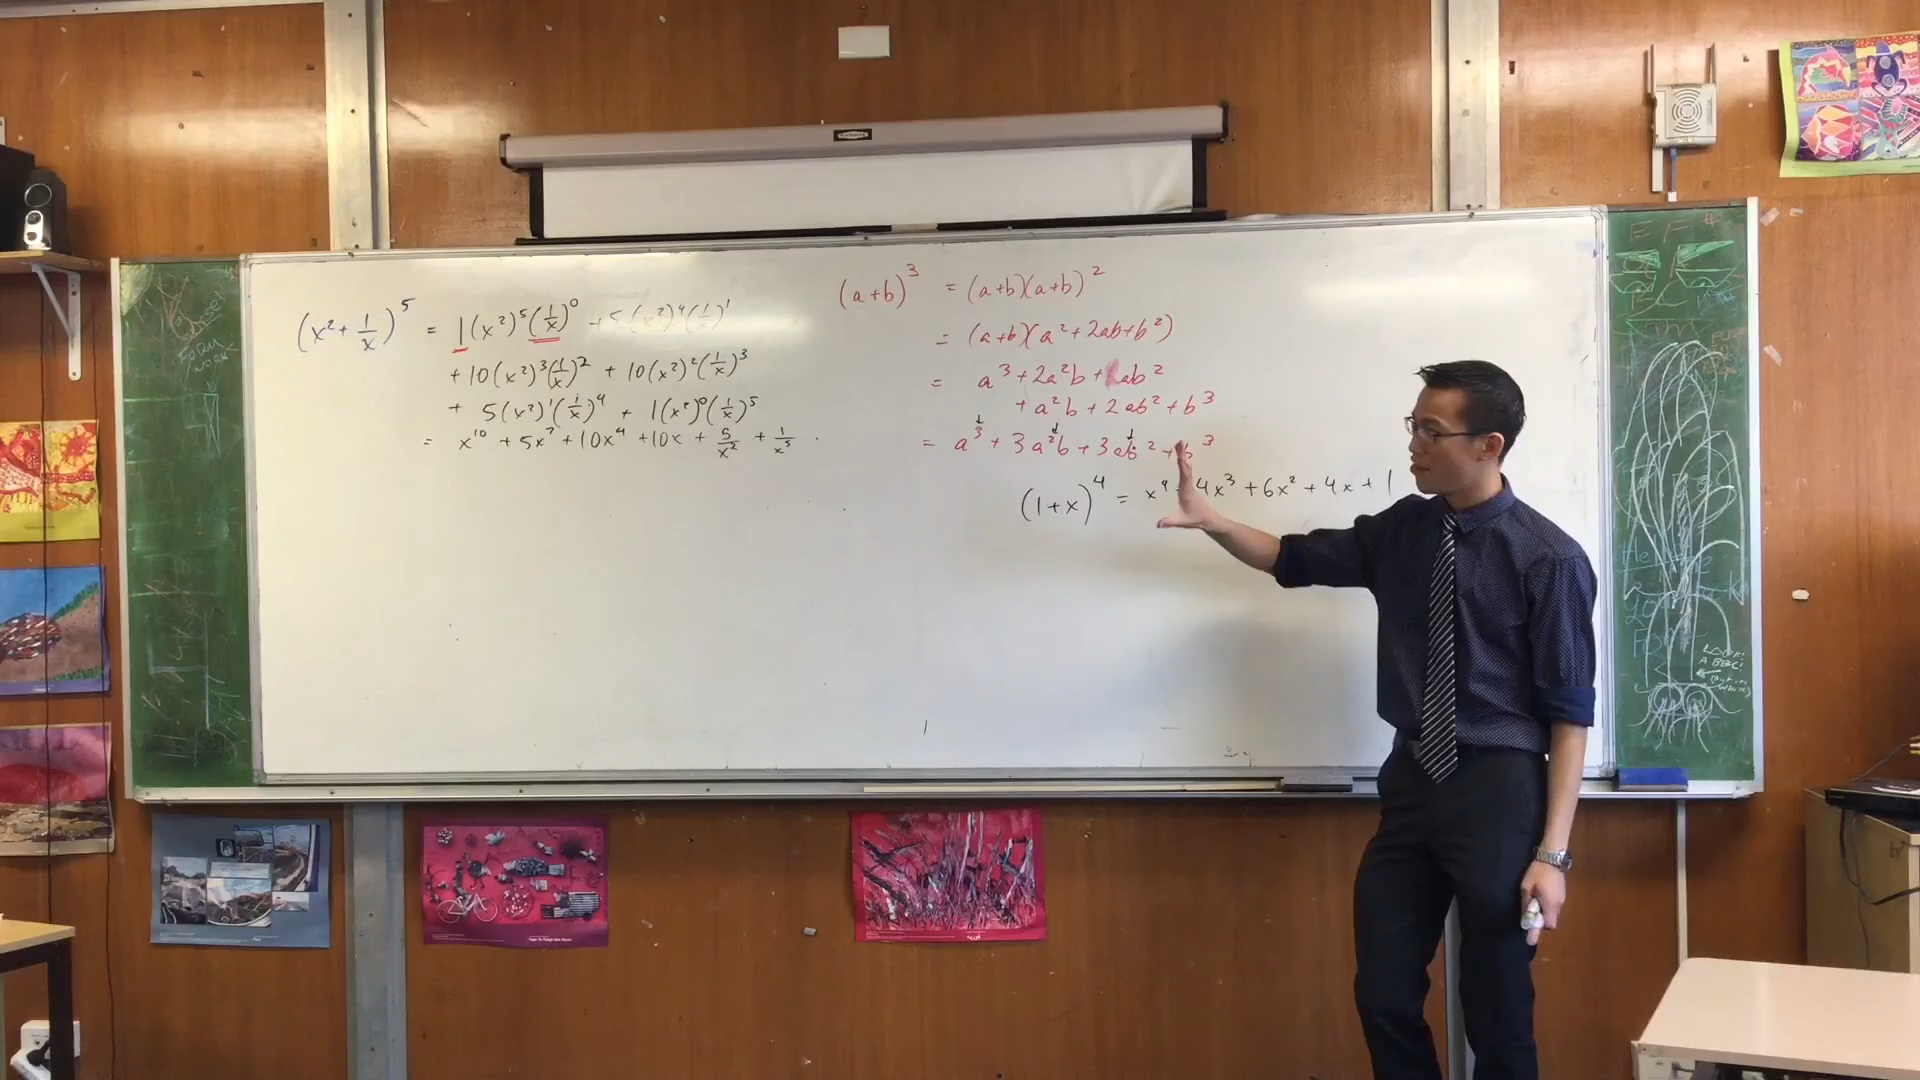 (x² + 1/x)⁵ = 1(x²)⁵(1/x)⁰ + 5(x²)⁴(1/x)¹
+ 10(x²)³(1/x)² + 10(x²)²(1/x)³
+ 5(x²)¹(1/x)⁴ + 1(x²)⁰(1/x)⁵
= x¹⁰ + 5x⁷ + 10x⁴ + 10x + 5/x² + 1/x⁵
(a+b)³ = (a+b)(a+b)²
= (a+b)(a² + 2ab + b²)
= a³ + 2a²b + ab²
+ a²b + 2ab² + b³
= a³ + 3a²b + 3ab² + b³
(1+x)⁴ = x⁴ + 4x³ + 6x² + 4x + 1
LOOK!
A BBC!